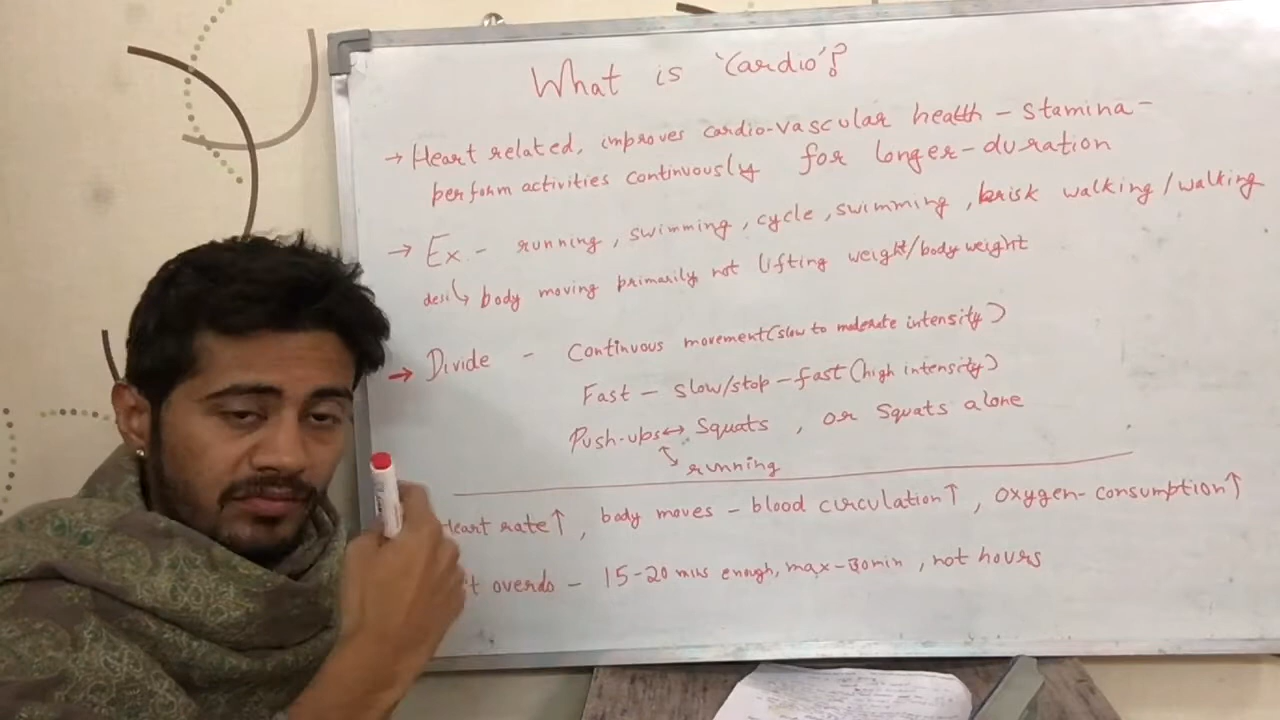 What is 'Cardio'?
→ Heart related, improves cardio-vascular health – stamina –
perform activities continuously for longer-duration
→ Ex. – running, swimming, cycle, swimming, brisk walking/walking
body moving primarily not lifting weight/body weight
→ Divide – Continuous movement (slow to moderate intensity)
Fast – slow/stop – fast (high intensity)
Push-ups ↔ Squats, or Squats alone
running
Heart rate ↑, body moves – blood circulation ↑, oxygen-consumption ↑
't overdo – 15-20 mins enough, max – 30 min, not hours